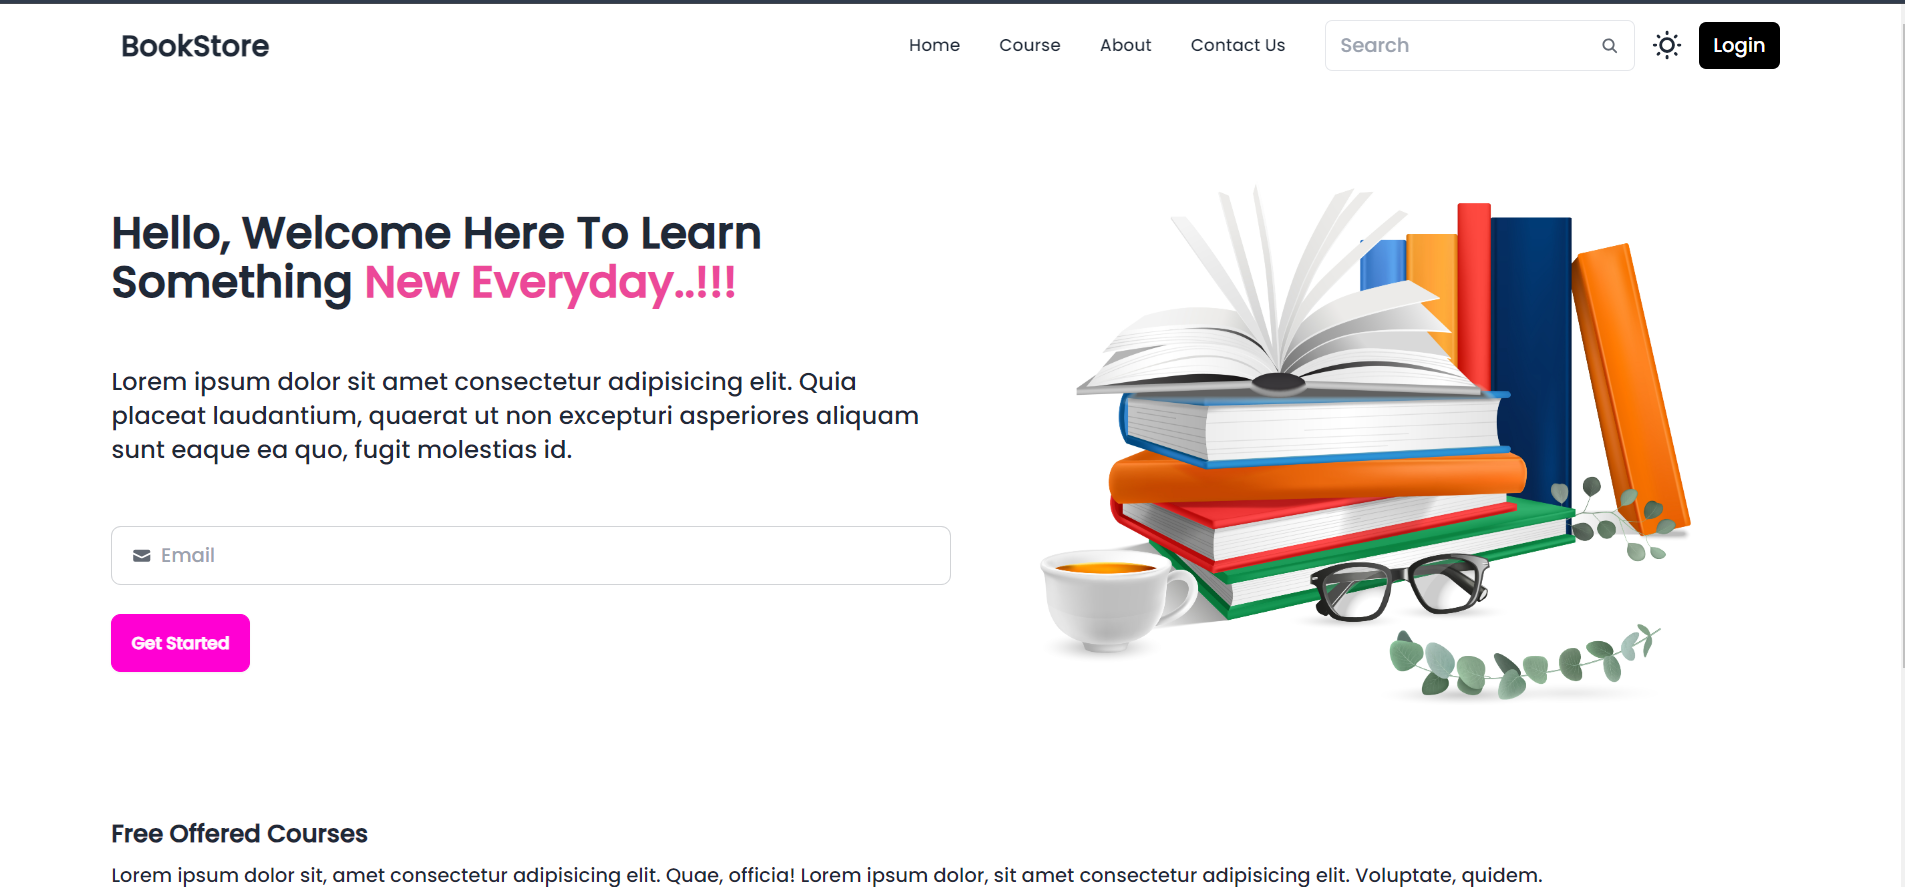 BookStore
Home
Course
About
Contact Us
Search
Login
Hello, Welcome Here To Learn
Something New Everyday..!!!
Lorem ipsum dolor sit amet consectetur adipisicing elit. Quia
placeat laudantium, quaerat ut non excepturi asperiores aliquam
sunt eaque ea quo, fugit molestias id.
Email
Get Started
Free Offered Courses
Lorem ipsum dolor sit, amet consectetur adipisicing elit. Quae, officia! Lorem ipsum dolor, sit amet consectetur adipisicing elit. Voluptate, quidem.